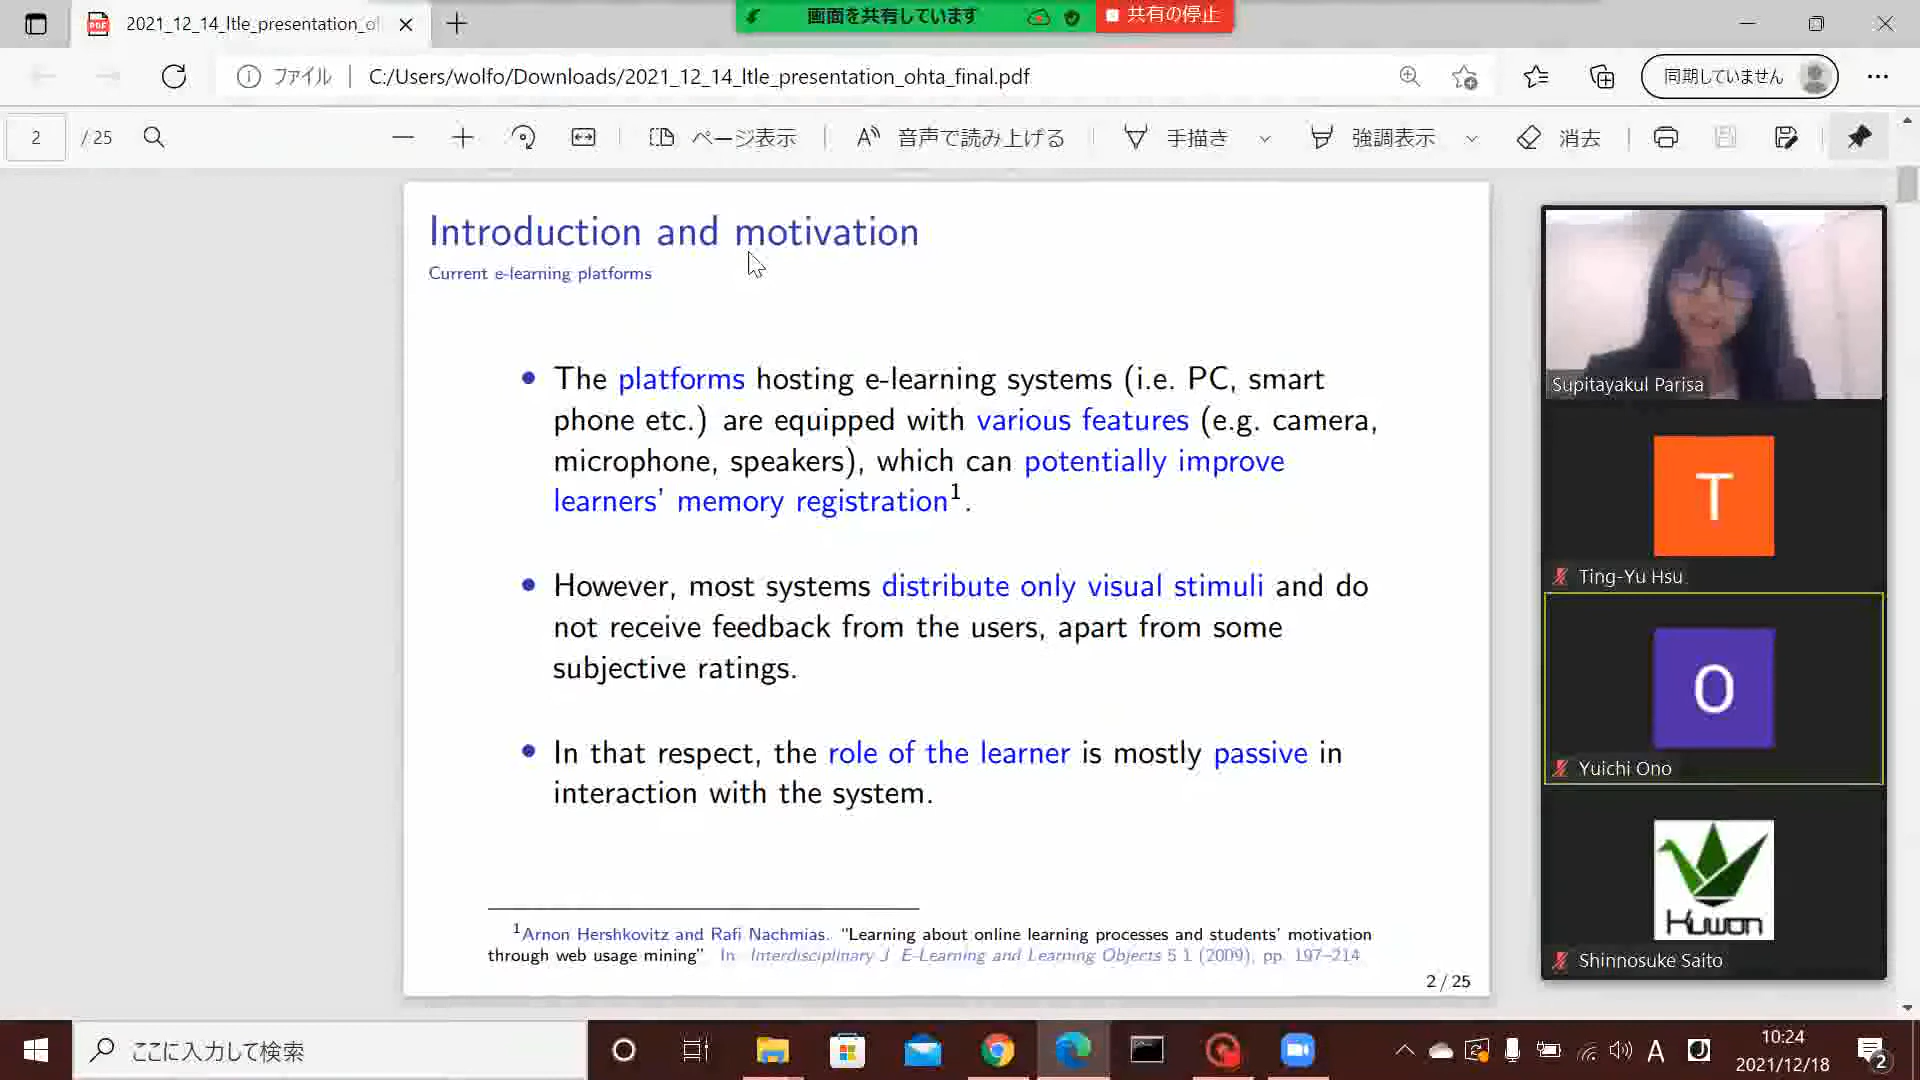 2021_12_14_ltle_presentation_of
画面を共有しています
共有の停止
ファイル
C:/Users/wolfo/Downloads/2021_12_14_ltle_presentation_ohta_final.pdf
同期していません
2
/ 25
ページ表示
音声で読み上げる
手描き
強調表示
消去
Introduction and motivation
Current e-learning platforms
The platforms hosting e-learning systems (i.e. PC, smart
phone etc.) are equipped with various features (e.g. camera,
microphone, speakers), which can potentially improve
learners' memory registration1.
However, most systems distribute only visual stimuli and do
not receive feedback from the users, apart from some
subjective ratings.
In that respect, the role of the learner is mostly passive in
interaction with the system.
1Arnon Hershkovitz and Rafi Nachmias. “Learning about online learning processes and students' motivation
through web usage mining” In Interdisciplinary J E-Learning and Learning Objects 5 1 (2009), pp. 197–214
2 / 25
Supitayakul Parisa
T
Ting-Yu Hsu
O
Yuichi Ono
Kuwon
Shinnosuke Saito
ここに入力して検索
A
10:24
2021/12/18
2